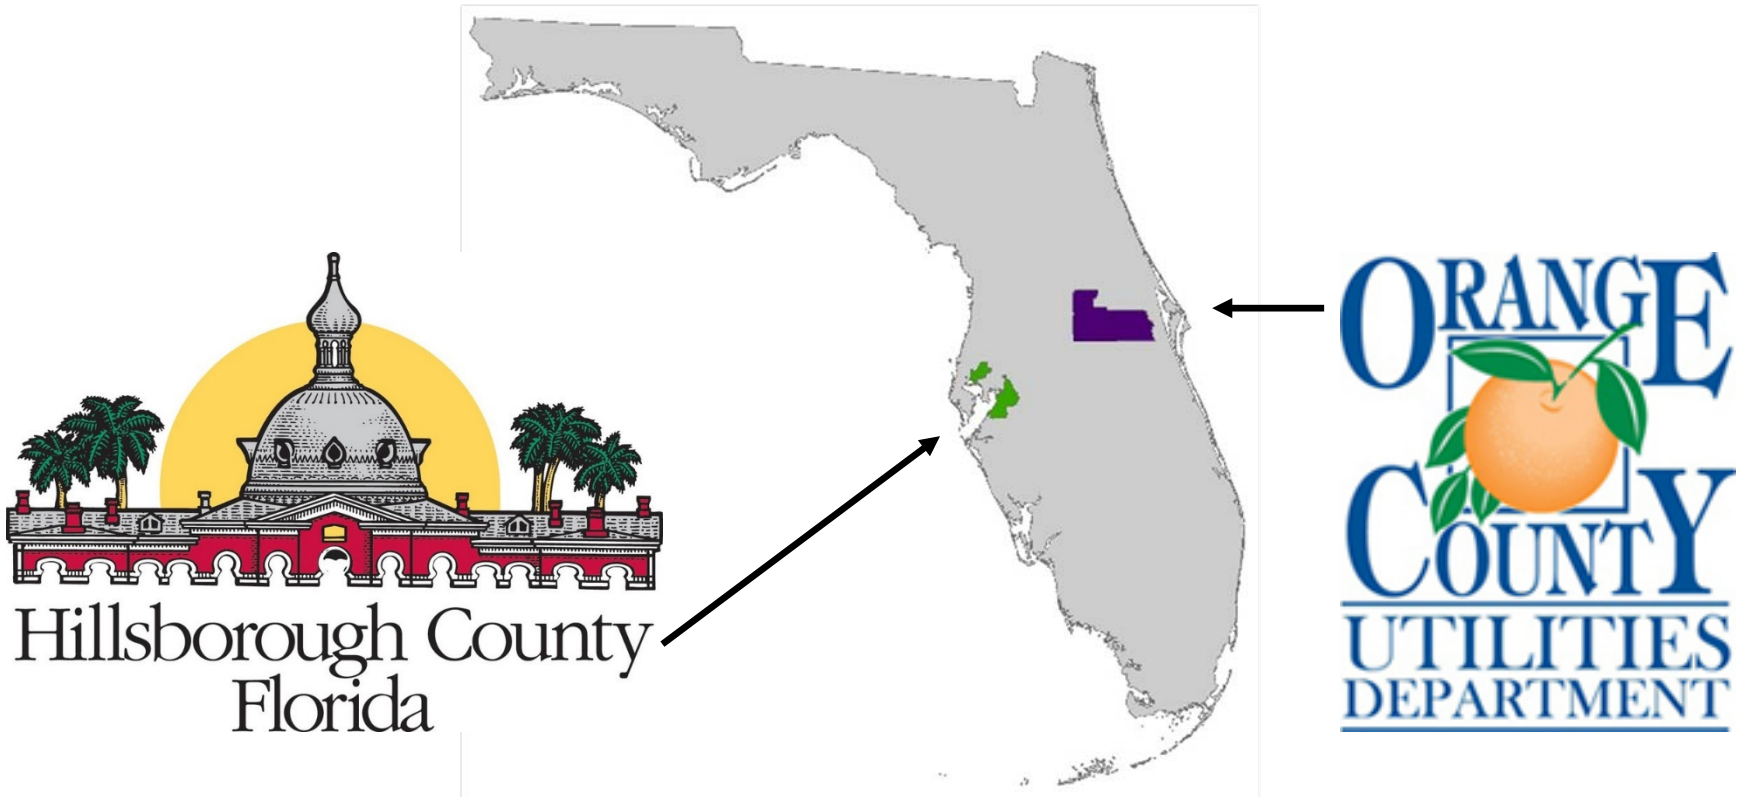 Hillsborough County
Florida
ORANGE
COUNTY
UTILITIES
DEPARTMENT